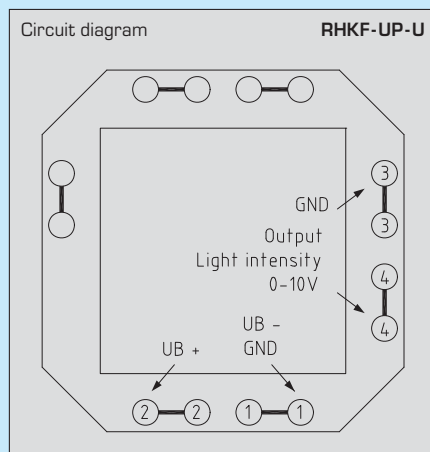 Circuit diagram RHKF-UP-U
3
GND
3
Output
Light intensity
0-10V
4
4
UB -
UB +
GND
2 2 1 1